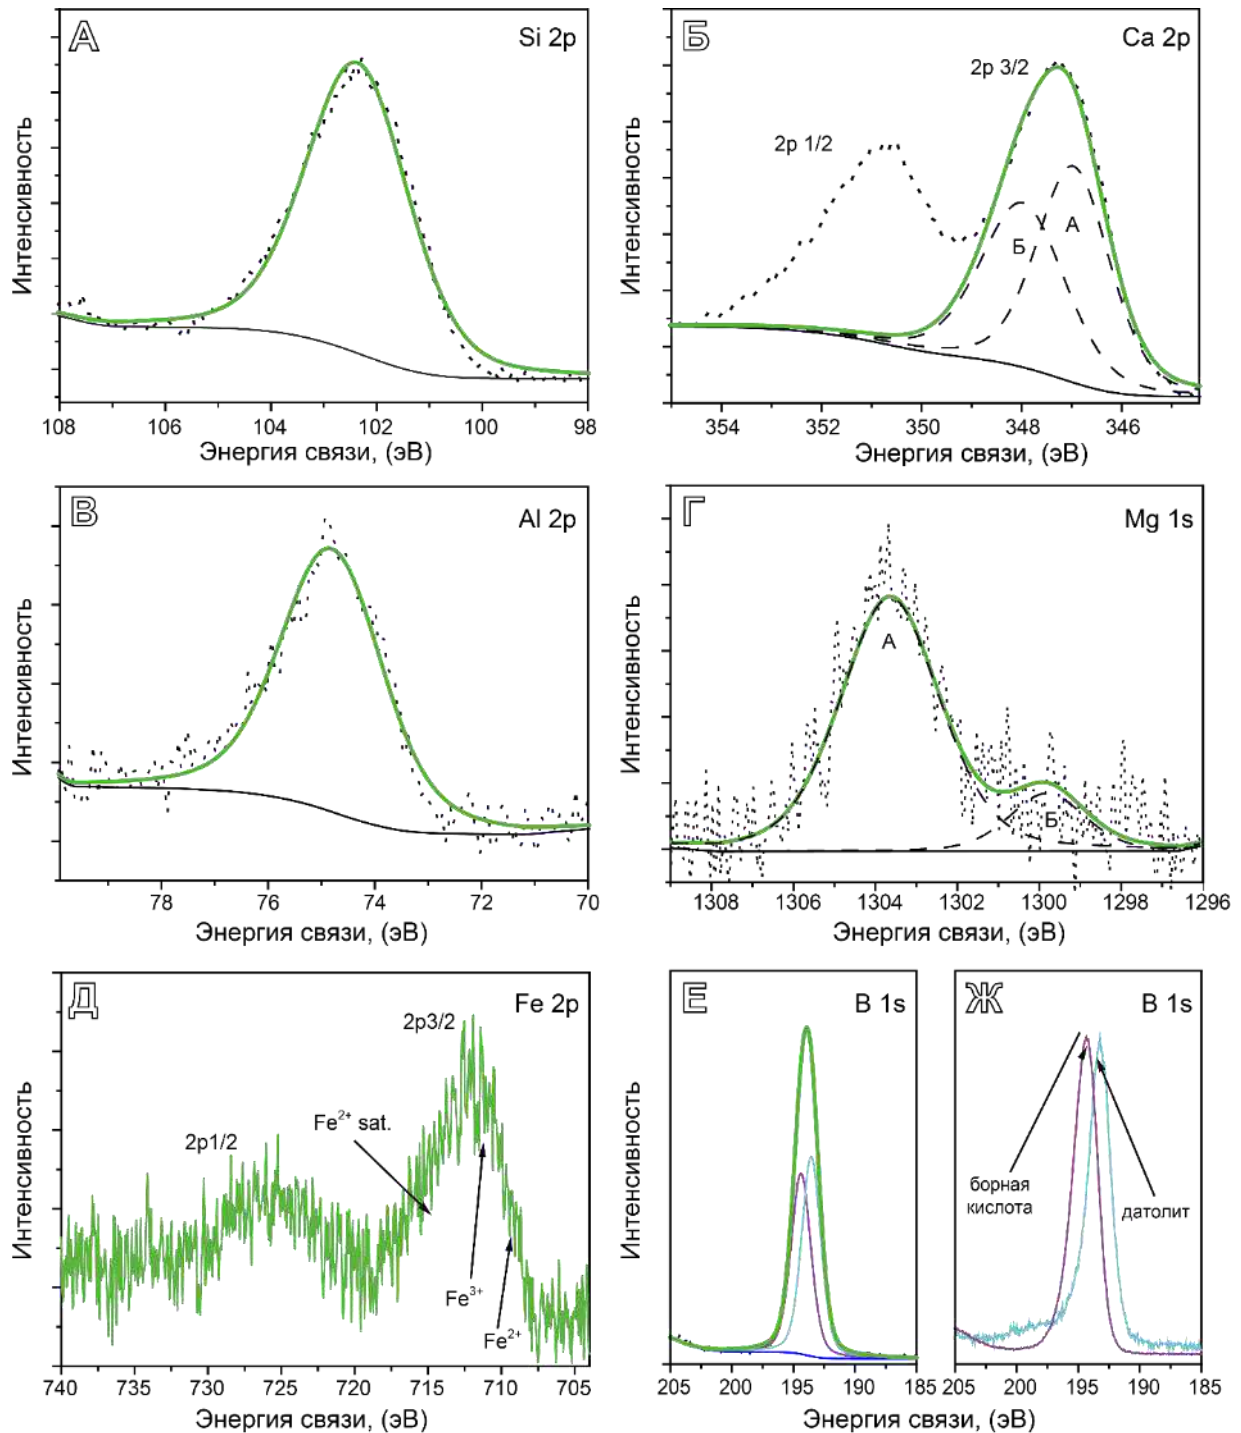 А
Si 2p
Интенсивность
108 106 104 102 100 98
Энергия связи, (эВ)
Б
Ca 2p
2p 3/2
2p 1/2
Б
А
Интенсивность
354 352 350 348 346
Энергия связи, (эВ)
В
Al 2p
Интенсивность
78 76 74 72 70
Энергия связи, (эВ)
Г
Mg 1s
А
Б
Интенсивность
1308 1306 1304 1302 1300 1298 1296
Энергия связи, (эВ)
Д
Fe 2p
2p3/2
Fe²⁺ sat.
2p1/2
Fe³⁺
Fe²⁺
Интенсивность
740 735 730 725 720 715 710 705
Энергия связи, (эВ)
Е
B 1s
Интенсивность
205 200 195 190 185
Ж
B 1s
борная
кислота
датолит
205 200 195 190 185
Энергия связи, (эВ)